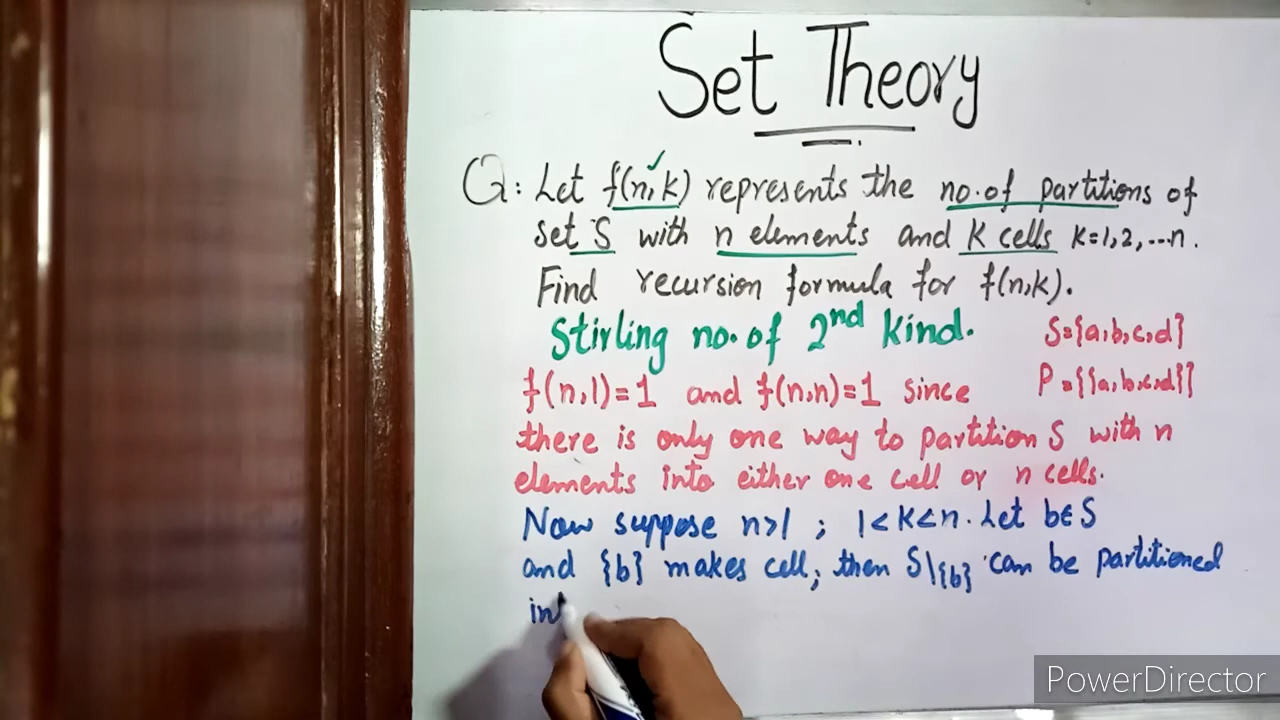 Set Theory
Q: Let f(n,k) represents the no. of partitions of
set S with n elements and K cells K=1,2,...n.
Find recursion formula for f(n,k).
Stirling no. of 2nd kind.
S={a,b,c,d}
P={{a,b,c,d}}
f(n,1)=1 and f(n,n)=1 since
there is only one way to partition S with n
elements into either one cell or n cells.
Now suppose n>1 ; 1<K<n. Let b∈S
and {b} makes cell, then S\{b} can be partitioned
in
PowerDirector